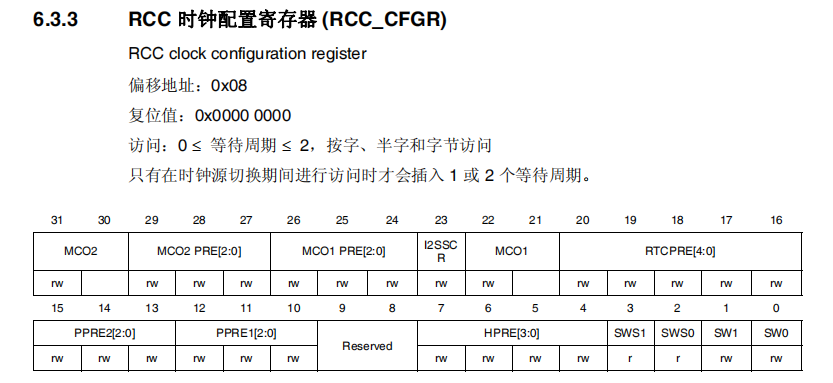 6.3.3 RCC 时钟配置寄存器 (RCC_CFGR)
RCC clock configuration register
偏移地址：0x08
复位值：0x0000 0000
访问：0 ≤ 等待周期 ≤ 2，按字、半字和字节访问
只有在时钟源切换期间进行访问时才会插入 1 或 2 个等待周期。
31 30 29 28 27 26 25 24 23 22 21 20 19 18 17 16
MCO2 MCO2 PRE[2:0] MCO1 PRE[2:0] I2SSC R MCO1 RTCPRE[4:0]
rw rw rw rw rw rw rw rw rw rw rw rw rw rw
15 14 13 12 11 10 9 8 7 6 5 4 3 2 1 0
PPRE2[2:0] PPRE1[2:0] Reserved HPRE[3:0] SWS1 SWS0 SW1 SW0
rw rw rw rw rw rw rw rw rw rw r r rw rw